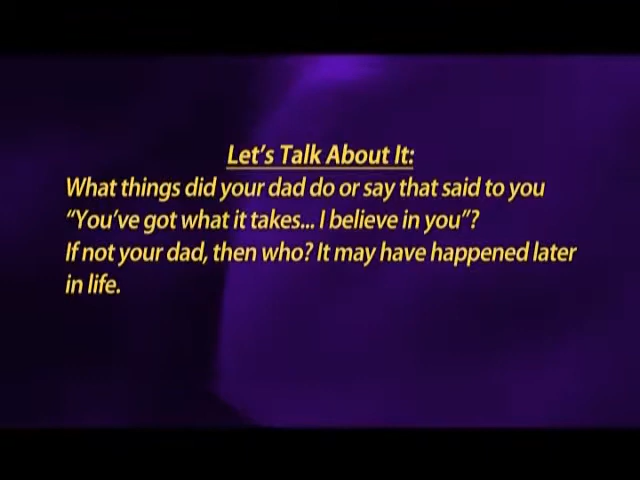 Let's Talk About It:
What things did your dad do or say that said to you
“You've got what it takes... I believe in you”?
If not your dad, then who? It may have happened later
in life.